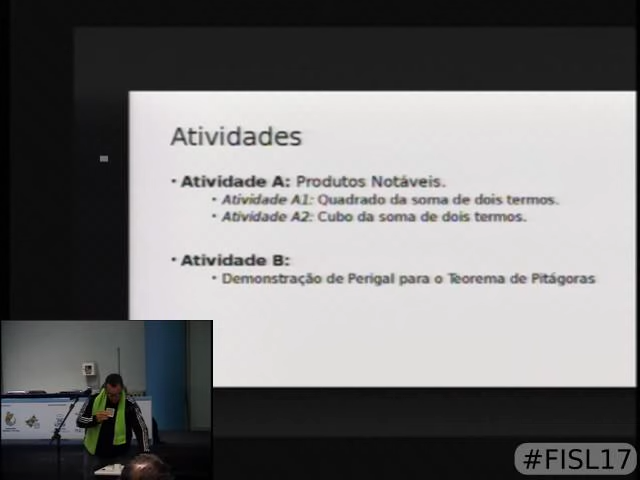 Atividades
• Atividade A: Produtos Notáveis.
• Atividade A1: Quadrado da soma de dois termos.
• Atividade A2: Cubo da soma de dois termos.
• Atividade B:
• Demonstração de Perigal para o Teorema de Pitágoras
#FISL17